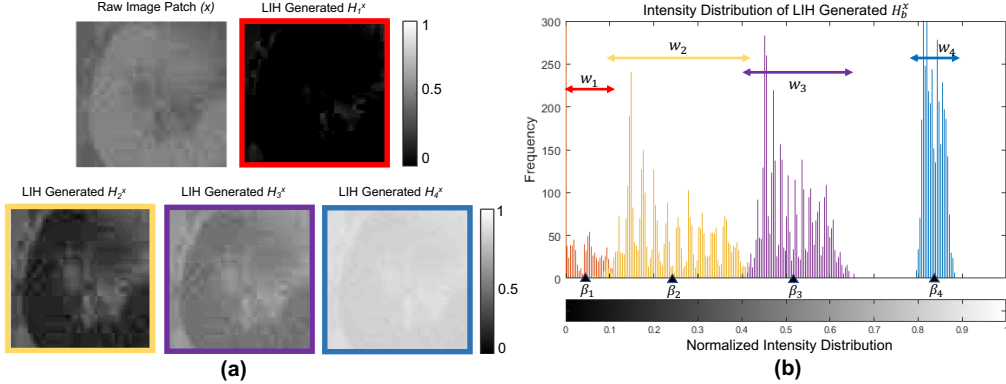 Raw Image Patch (x)
LIH Generated H₁ˣ
1
0.5
0
LIH Generated H₂ˣ
LIH Generated H₃ˣ
LIH Generated H₄ˣ
1
0.5
0
(a)
Intensity Distribution of LIH Generated H_b^x
300
250
200
150
100
50
0
Frequency
w₁
w₂
w₃
w₄
β₁
β₂
β₃
β₄
0 0.1 0.2 0.3 0.4 0.5 0.6 0.7 0.8 0.9 1
Normalized Intensity Distribution
(b)